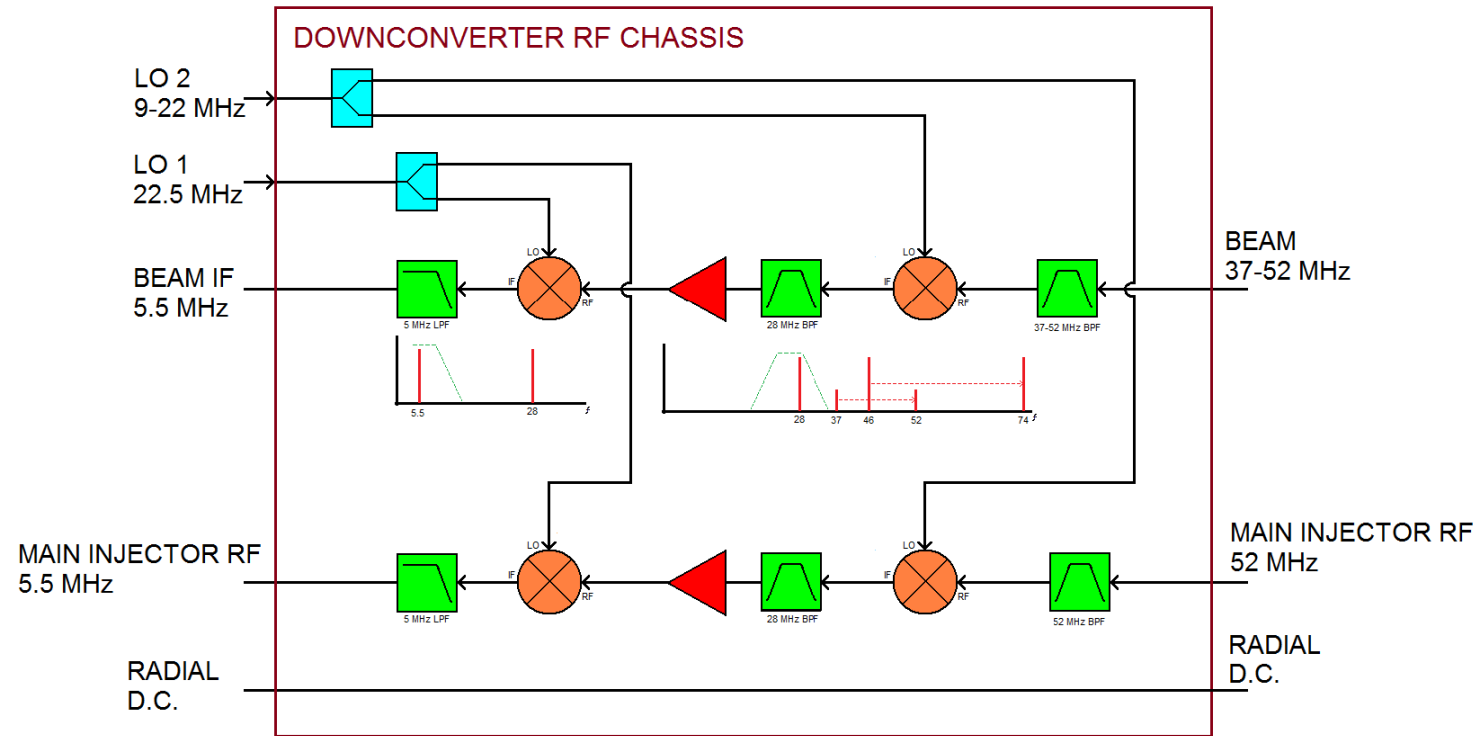 DOWNCONVERTER RF CHASSIS
LO 2
9-22 MHz
LO 1
22.5 MHz
BEAM IF
5.5 MHz
BEAM
37-52 MHz
LO
IF
RF
LO
IF
RF
5 MHz LPF
28 MHz BPF
37-52 MHz BPF
5.5
28
f
28
37
46
52
74
f
MAIN INJECTOR RF
5.5 MHz
MAIN INJECTOR RF
52 MHz
LO
IF
RF
LO
IF
RF
5 MHz LPF
28 MHz BPF
52 MHz BPF
RADIAL
D.C.
RADIAL
D.C.